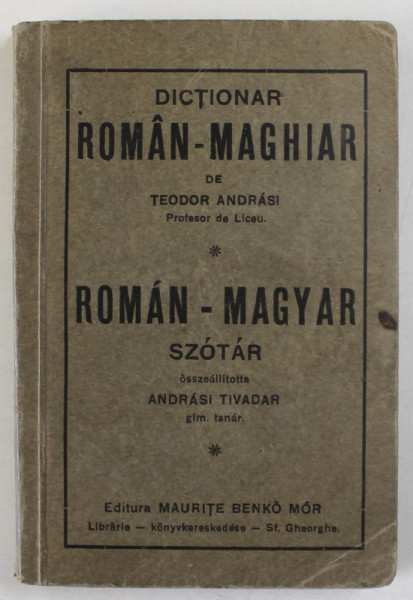 DICȚIONAR
ROMÂN - MAGHIAR
DE
TEODOR ANDRÁSI
Profesor de Liceu.
*
ROMÁN - MAGYAR
SZÓTÁR
összeállította
ANDRÁSI TIVADAR
gim. tanár.
*
Editura MAURIȚE BENKŐ MÓR
Librărie — könyvkereskedése — Sf. Gheorghe.